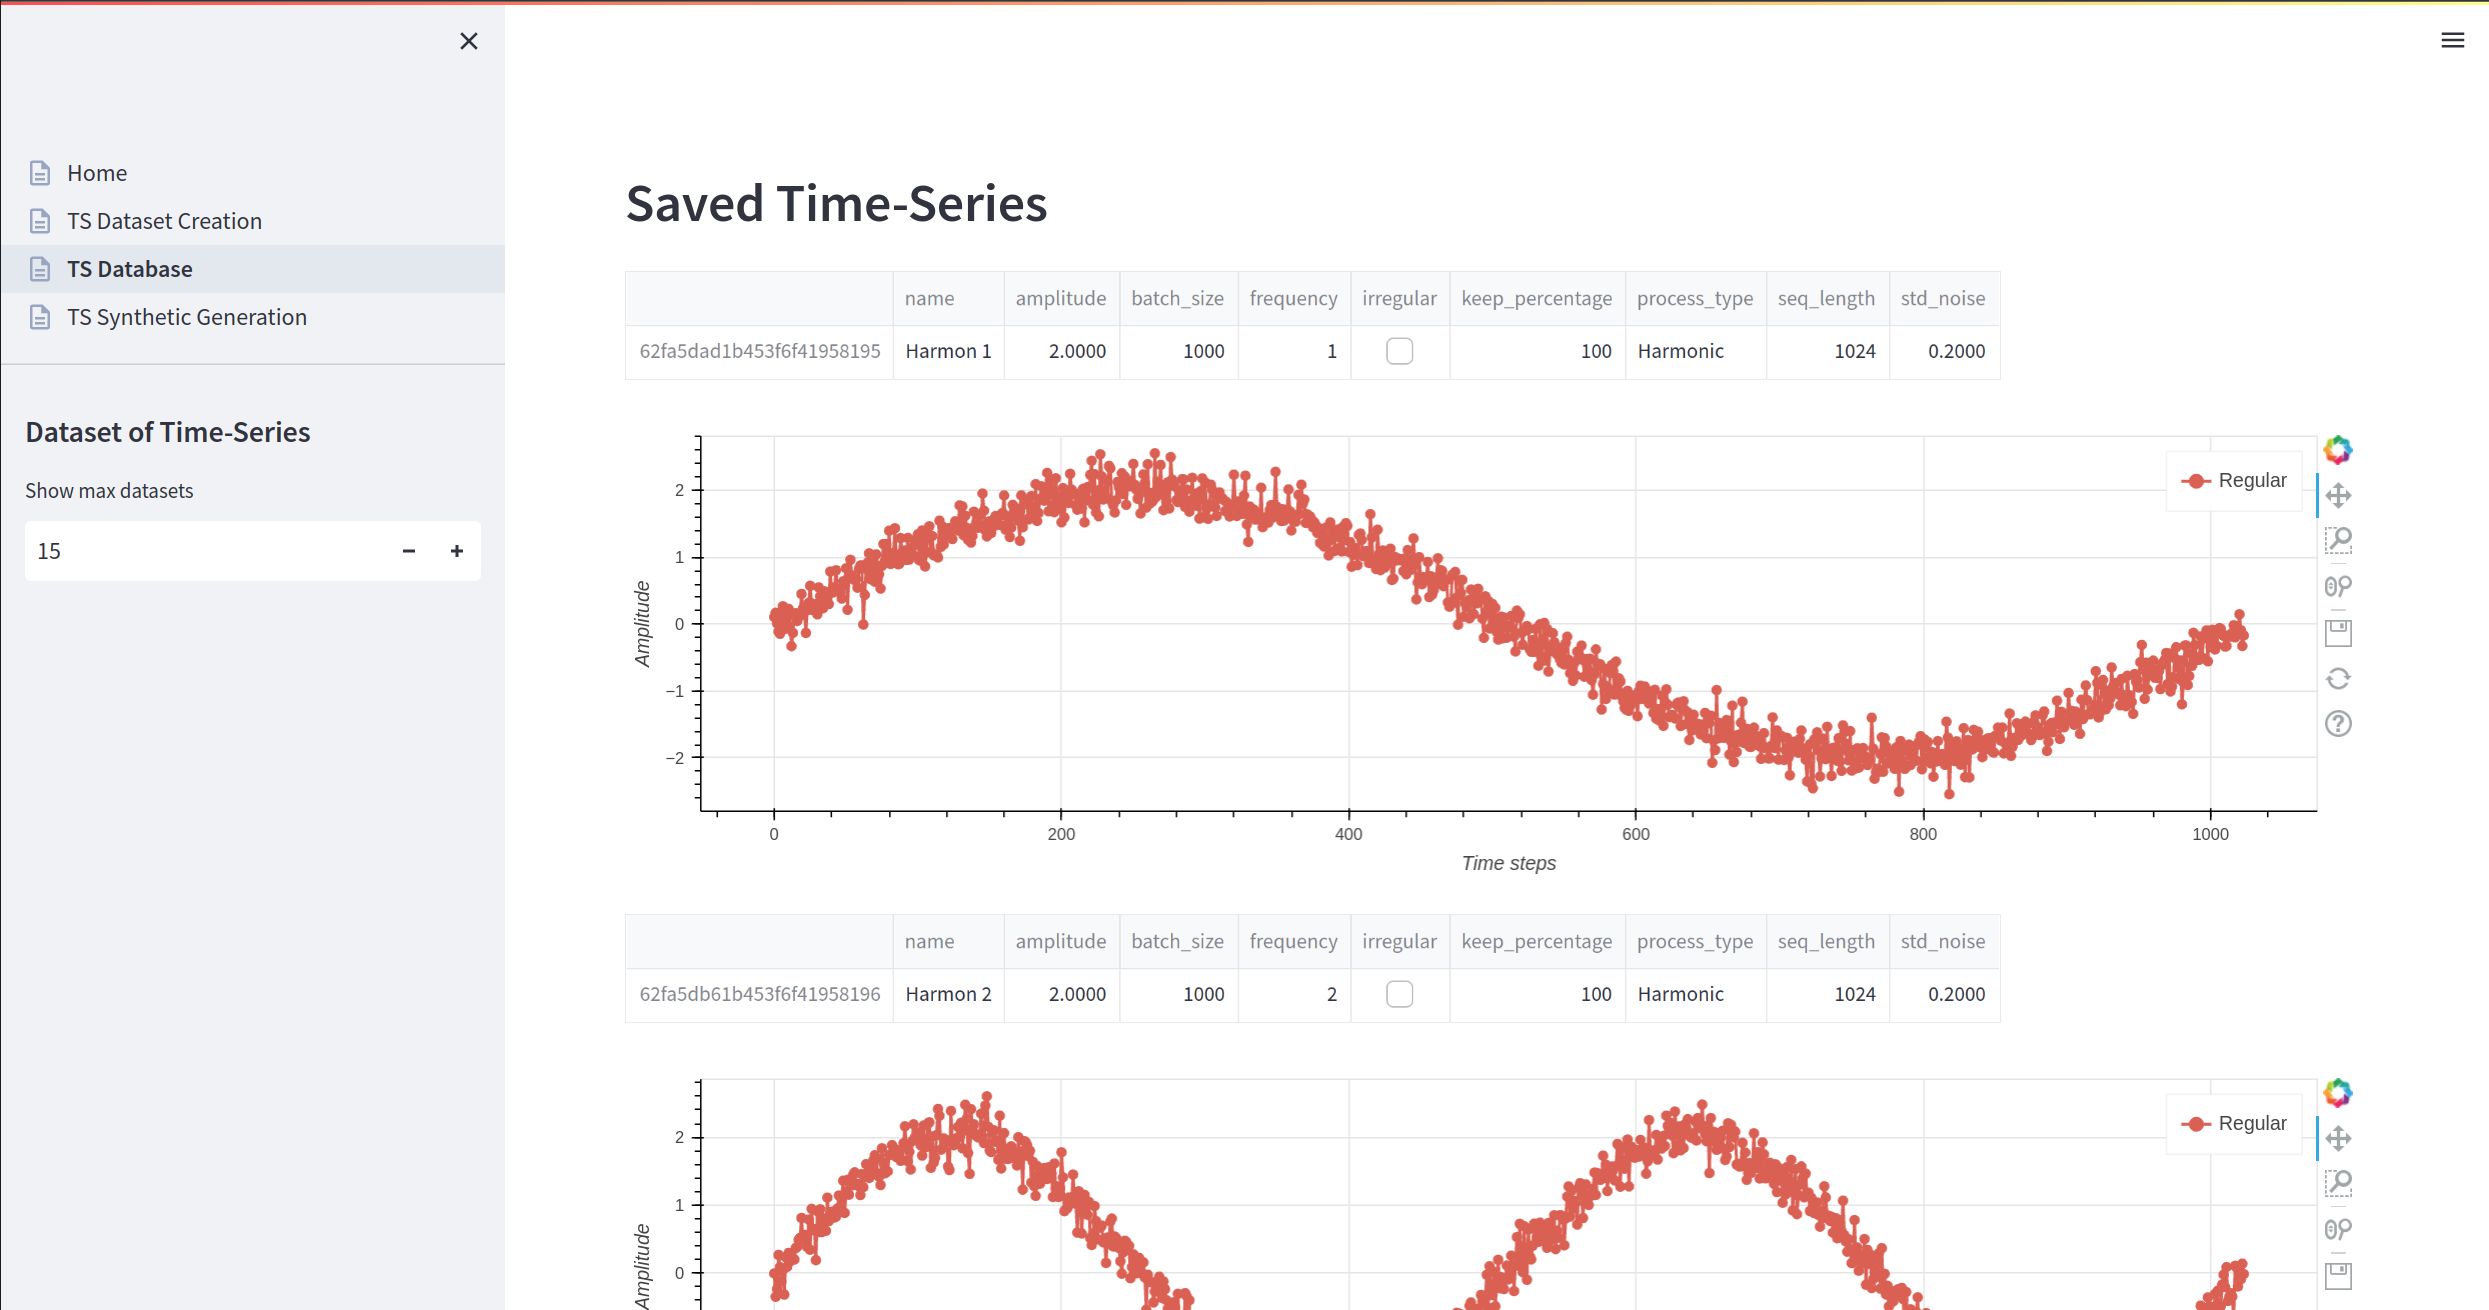 Home
TS Dataset Creation
TS Database
TS Synthetic Generation
Dataset of Time-Series
Show max datasets
15
Saved Time-Series
name amplitude batch_size frequency irregular keep_percentage process_type seq_length std_noise
62fa5dad1b453f6f41958195 Harmon 1 2.0000 1000 1 100 Harmonic 1024 0.2000
Regular
2
1
0
−1
−2
Amplitude
0 200 400 600 800 1000
Time steps
name amplitude batch_size frequency irregular keep_percentage process_type seq_length std_noise
62fa5db61b453f6f41958196 Harmon 2 2.0000 1000 2 100 Harmonic 1024 0.2000
Regular
2
1
0
Amplitude